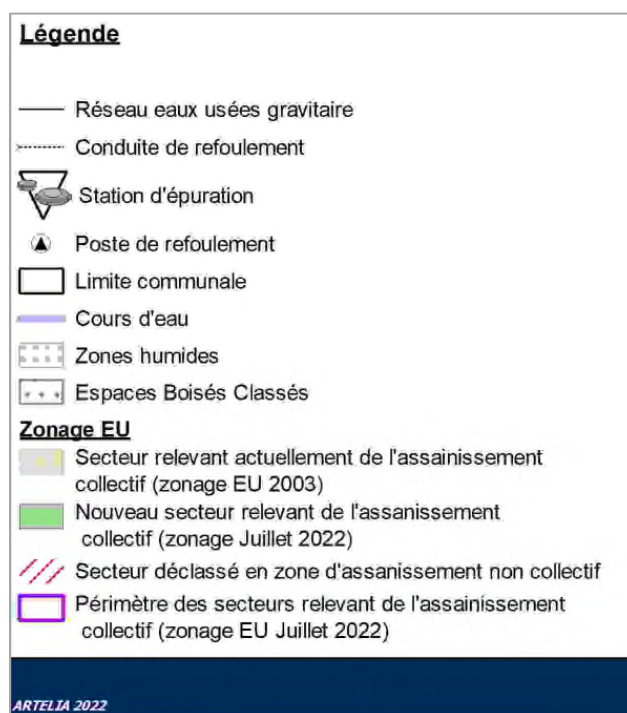 Légende
Réseau eaux usées gravitaire
Conduite de refoulement
Station d'épuration
Poste de refoulement
Limite communale
Cours d'eau
Zones humides
Espaces Boisés Classés
Zonage EU
Secteur relevant actuellement de l'assainissement
collectif (zonage EU 2003)
Nouveau secteur relevant de l'assanissement
collectif (zonage Juillet 2022)
Secteur déclassé en zone d'assanissement non collectif
Périmètre des secteurs relevant de l'assainissement
collectif (zonage EU Juillet 2022)
ARTELIA 2022